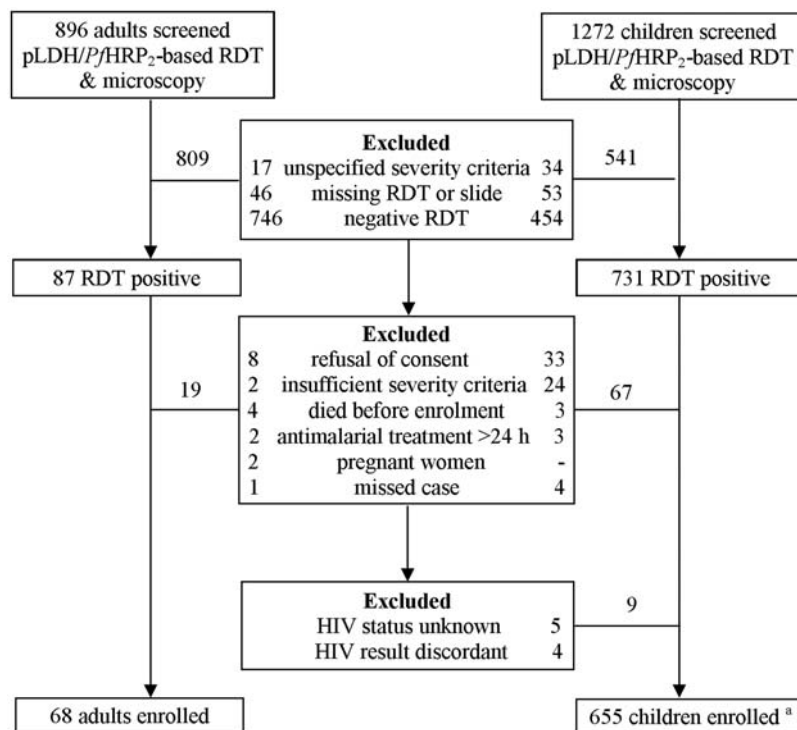 896 adults screened
pLDH/PfHRP₂-based RDT
& microscopy
1272 children screened
pLDH/PfHRP₂-based RDT
& microscopy
809
Excluded
17 unspecified severity criteria 34
46 missing RDT or slide 53
746 negative RDT 454
541
87 RDT positive
731 RDT positive
19
Excluded
8 refusal of consent 33
2 insufficient severity criteria 24
4 died before enrolment 3
2 antimalarial treatment >24 h 3
2 pregnant women -
1 missed case 4
67
Excluded
HIV status unknown 5
HIV result discordant 4
9
68 adults enrolled
655 children enrolled ᵃ